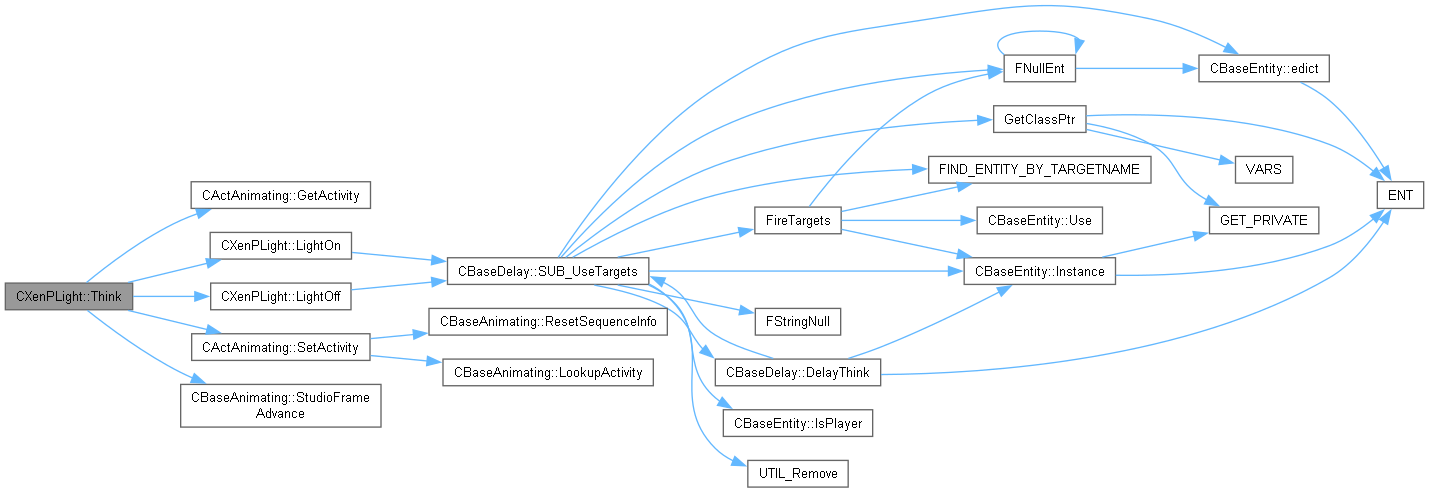 CXenPLight::Think
CActAnimating::GetActivity
CXenPLight::LightOn
CXenPLight::LightOff
CActAnimating::SetActivity
CBaseAnimating::StudioFrame
Advance
CBaseDelay::SUB_UseTargets
CBaseAnimating::ResetSequenceInfo
CBaseAnimating::LookupActivity
FireTargets
FStringNull
CBaseDelay::DelayThink
CBaseEntity::IsPlayer
UTIL_Remove
FNullEnt
GetClassPtr
FIND_ENTITY_BY_TARGETNAME
CBaseEntity::Use
CBaseEntity::Instance
CBaseEntity::edict
VARS
GET_PRIVATE
ENT